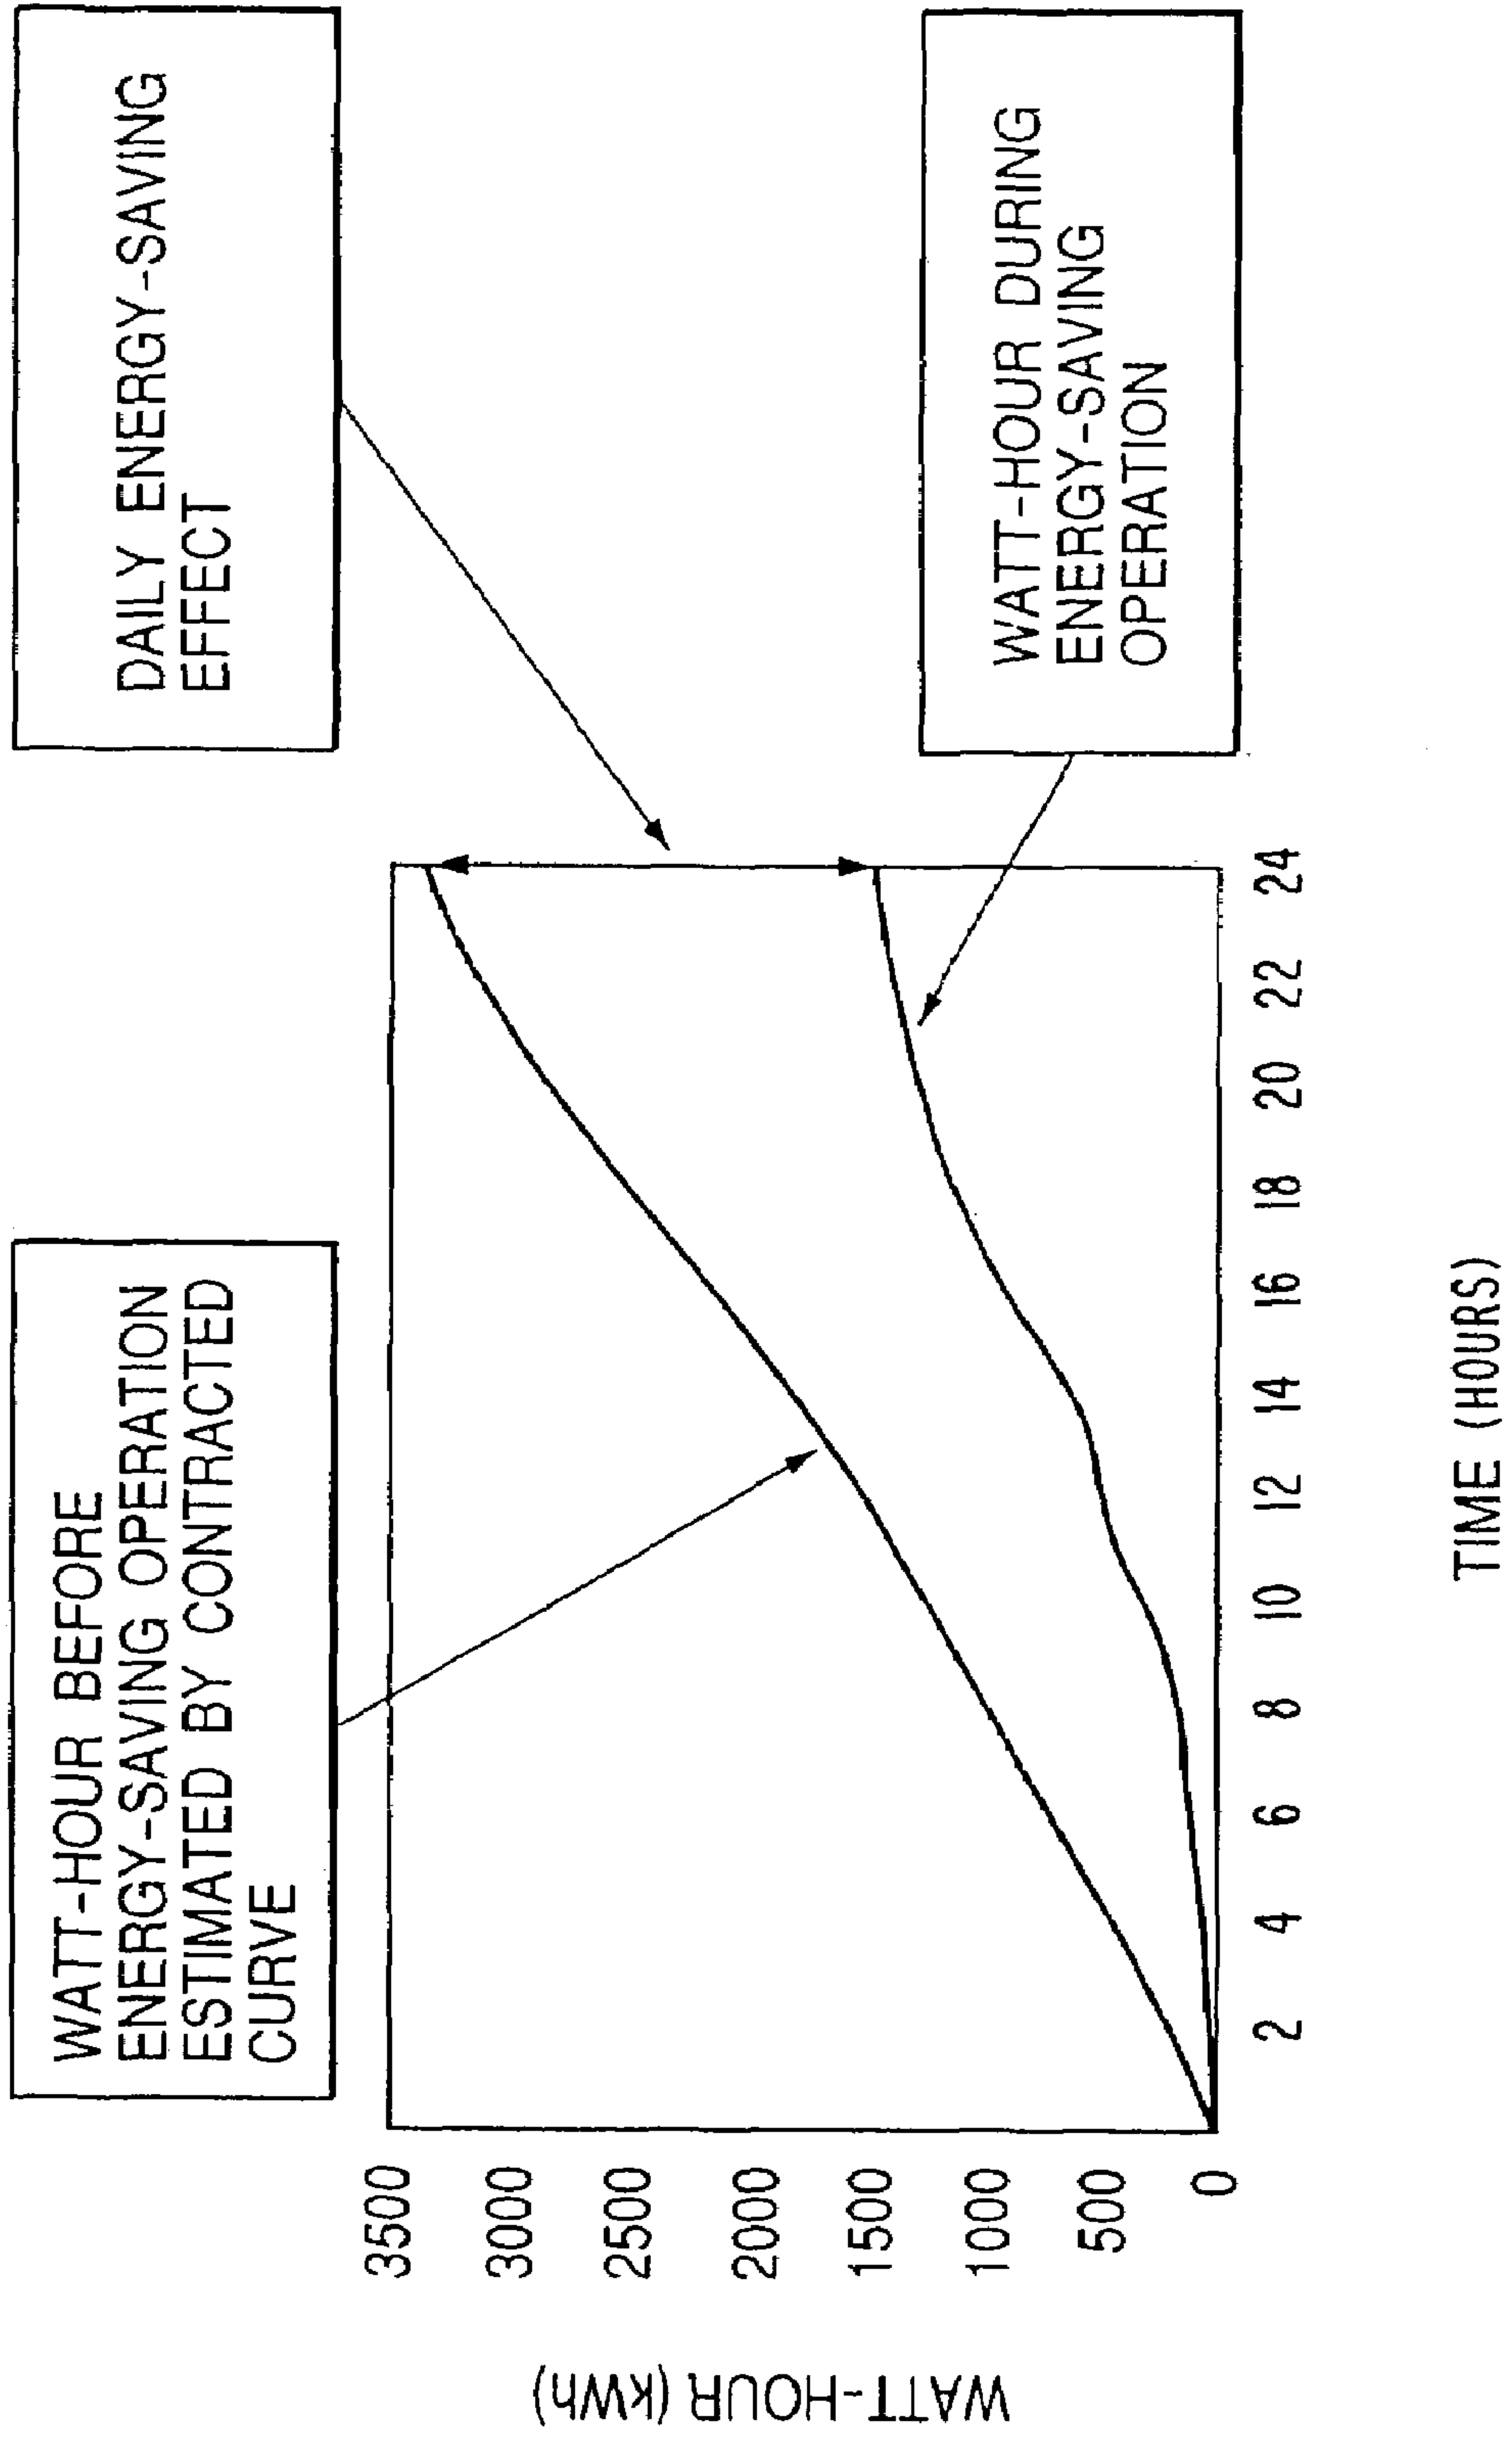 WATT-HOUR BEFORE
ENERGY-SAVING OPERATION
ESTIMATED BY CONTRACTED
CURVE
DAILY ENERGY-SAVING
EFFECT
WATT-HOUR DURING
ENERGY-SAVING
OPERATION
WATT-HOUR (kWh)
3500
3000
2500
2000
1500
1000
500
0
2 4 6 8 10 12 14 16 18 20 22 24
TIME (HOURS)